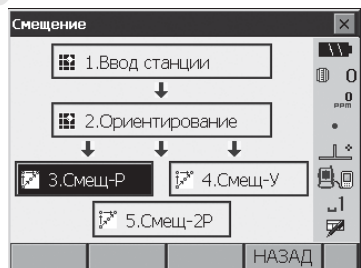 Смещение
1.Ввод станции
2.Ориентирование
3.Смещ-Р
4.Смещ-У
5.Смещ-2Р
0
0
ppm
1
НАЗАД